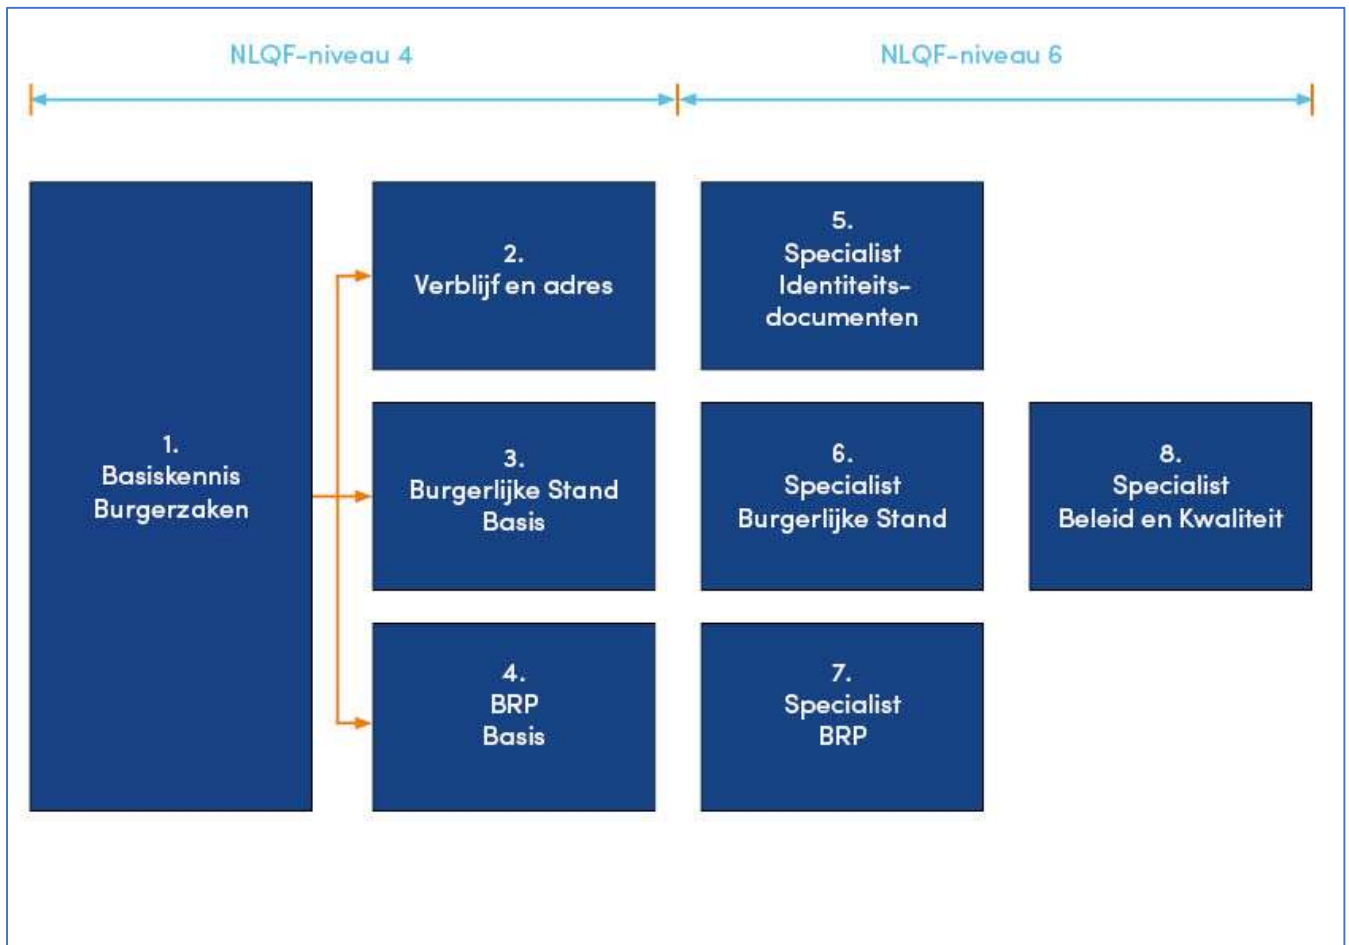 NLQF-niveau 4
NLQF-niveau 6
1.
Basiskennis
Burgerzaken
2.
Verblijf en adres
3.
Burgerlijke Stand
Basis
4.
BRP
Basis
5.
Specialist
Identiteits-
documenten
6.
Specialist
Burgerlijke Stand
7.
Specialist
BRP
8.
Specialist
Beleid en Kwaliteit